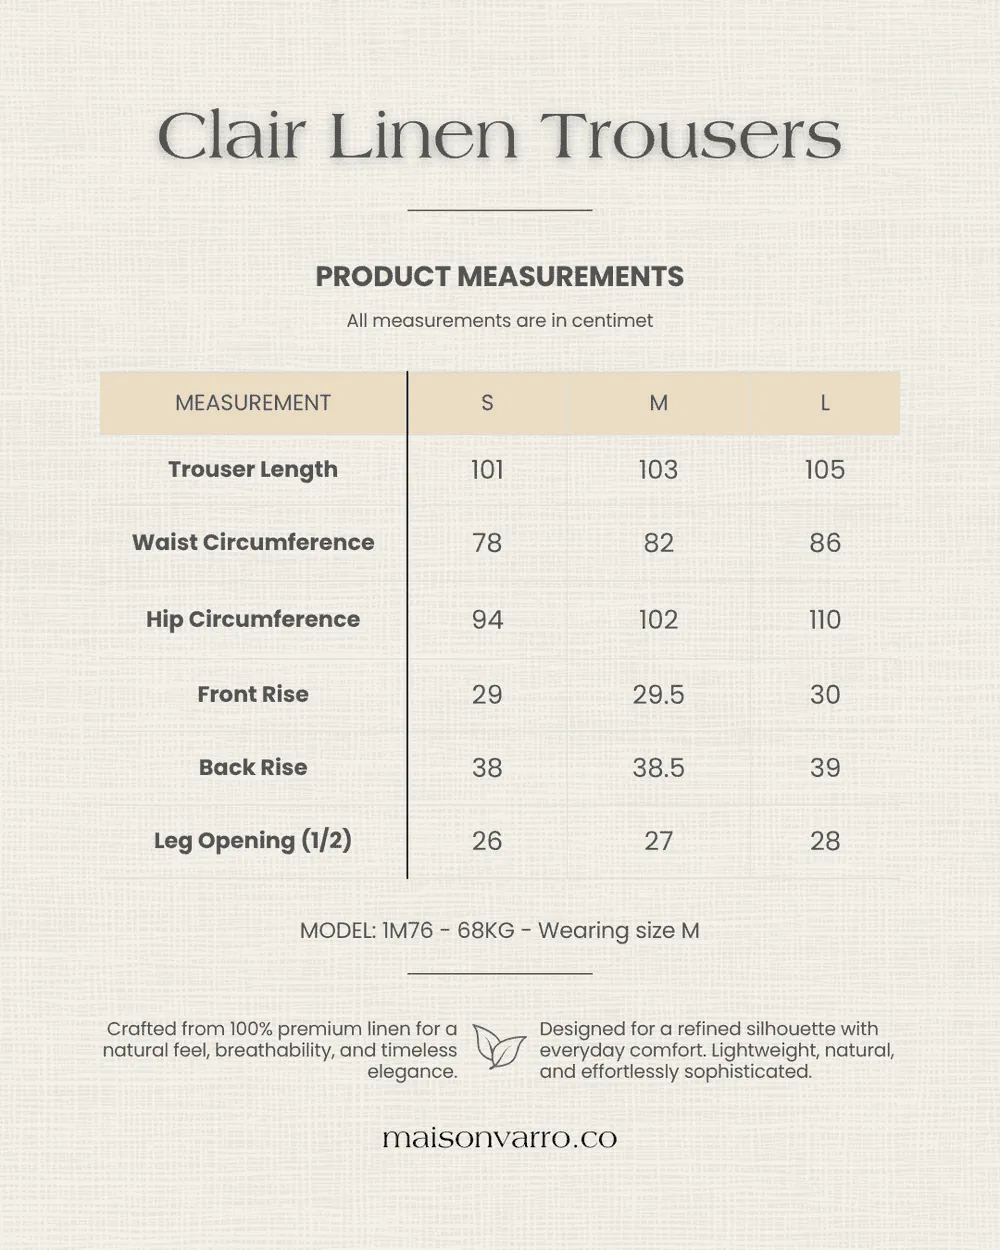 Clair Linen Trousers
PRODUCT MEASUREMENTS
All measurements are in centimet
MEASUREMENT S M L
Trouser Length 101 103 105
Waist Circumference 78 82 86
Hip Circumference 94 102 110
Front Rise 29 29.5 30
Back Rise 38 38.5 39
Leg Opening (1/2) 26 27 28
MODEL: 1M76 - 68KG - Wearing size M
Crafted from 100% premium linen for a
natural feel, breathability, and timeless
elegance.
Designed for a refined silhouette with
everyday comfort. Lightweight, natural,
and effortlessly sophisticated.
maisonvarro.co